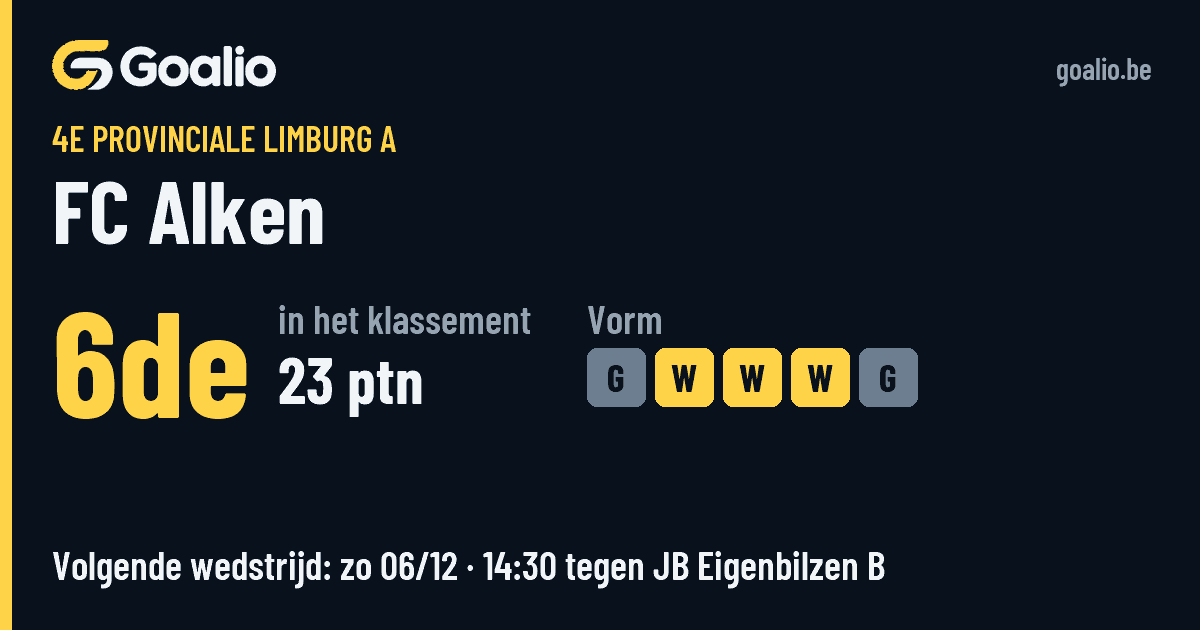 Goalio
goalio.be
4E PROVINCIALE LIMBURG A
FC Alken
6de
in het klassement
23 ptn
Vorm
G W W W G
Volgende wedstrijd: zo 06/12 · 14:30 tegen JB Eigenbilzen B